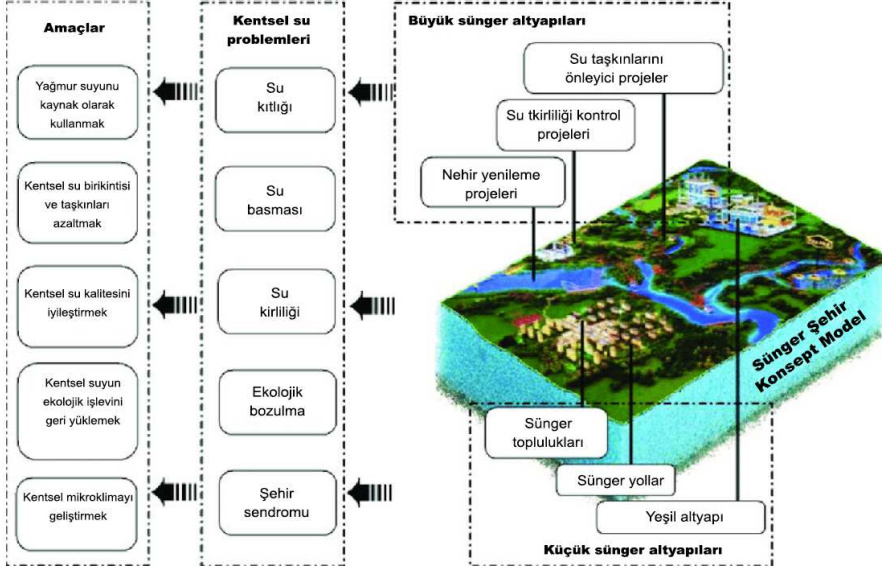 Amaçlar
Yağmur suyunu
kaynak olarak
kullanmak
Kentsel su birikintisi
ve taşkınları
azaltmak
Kentsel su kalitesini
iyileştirmek
Kentsel suyun
ekolojik işlevini
geri yüklemek
Kentsel mikroklimayı
geliştirmek
Kentsel su
problemleri
Su
kıtlığı
Su
basması
Su
kirliliği
Ekolojik
bozulma
Şehir
sendromu
Büyük sünger altyapıları
Su taşkınlarını
önleyici projeler
Su tkirliliği kontrol
projeleri
Nehir yenileme
projeleri
Sünger Şehir
Konsept Model
Sünger
toplulukları
Sünger yollar
Yeşil altyapı
Küçük sünger altyapıları